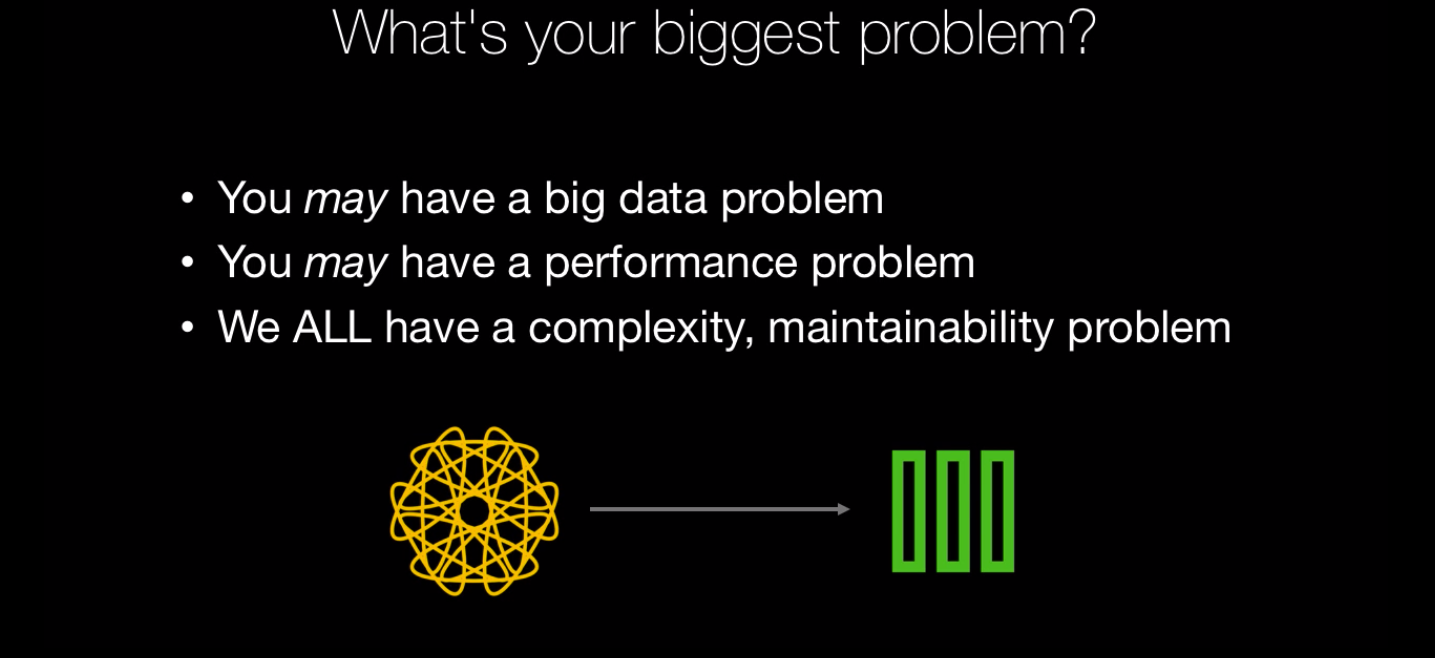 What's your biggest problem?
• You may have a big data problem
• You may have a performance problem
• We ALL have a complexity, maintainability problem